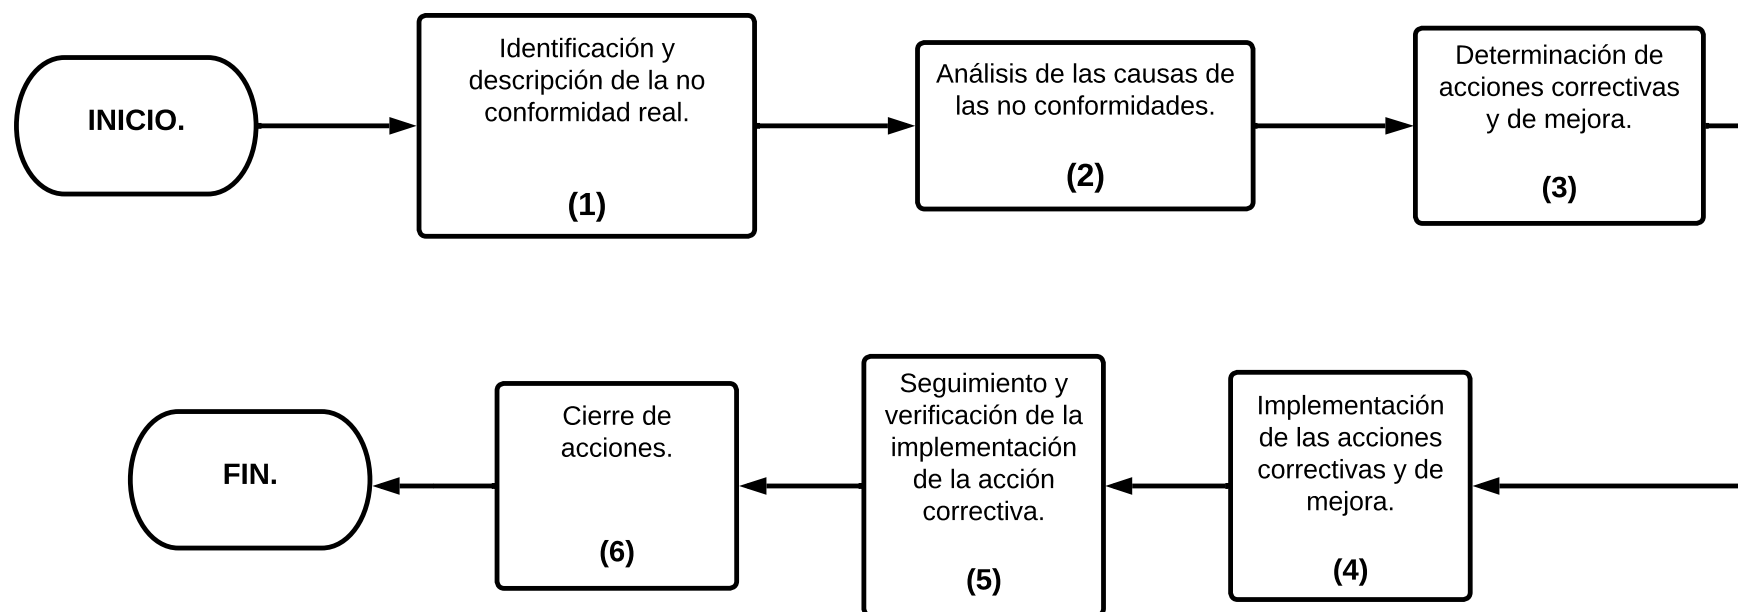 INICIO.
Identificación y
descripción de la no
conformidad real.
(1)
Análisis de las causas de
las no conformidades.
(2)
Determinación de
acciones correctivas
y de mejora.
(3)
Implementación
de las acciones
correctivas y de
mejora.
(4)
Seguimiento y
verificación de la
implementación
de la acción
correctiva.
(5)
Cierre de
acciones.
(6)
FIN.